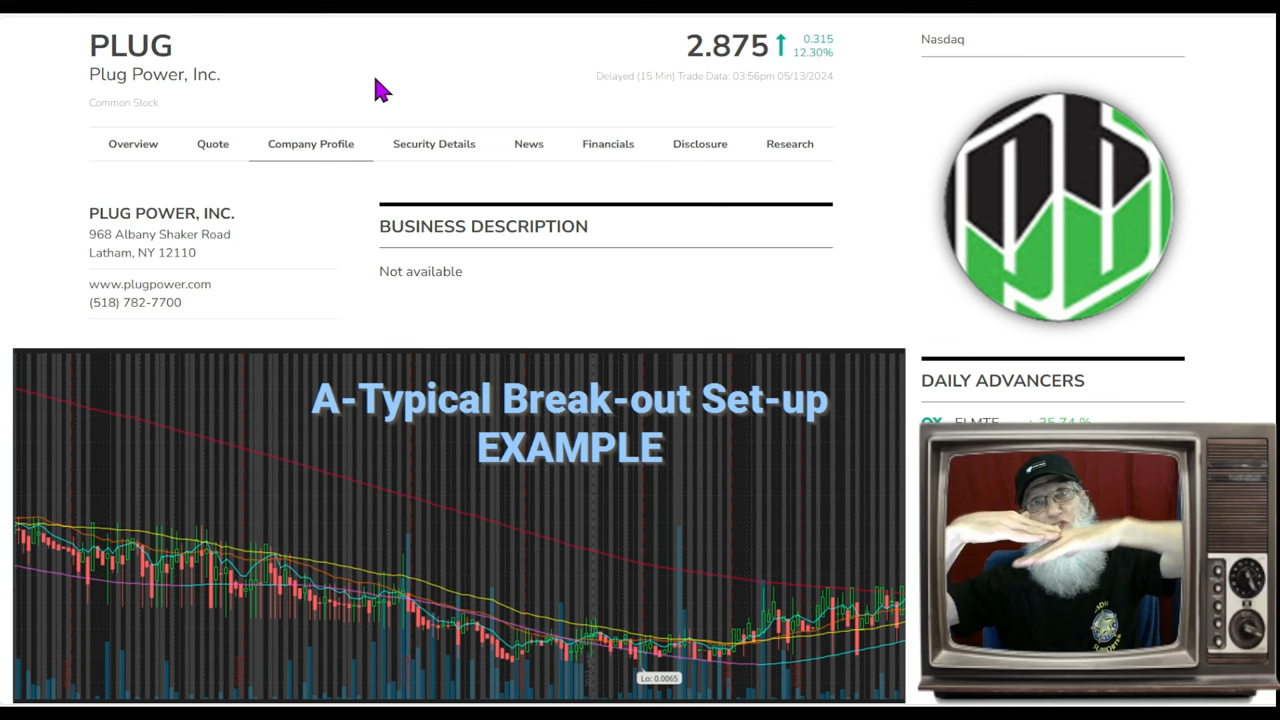 PLUG
2.875
0.315
12.30%
Nasdaq
Plug Power, Inc.
Delayed (15 Min) Trade Data: 03:56pm 05/13/2024
Common Stock
Overview
Quote
Company Profile
Security Details
News
Financials
Disclosure
Research
PLUG POWER, INC.
968 Albany Shaker Road
Latham, NY 12110
www.plugpower.com
(518) 782-7700
BUSINESS DESCRIPTION
Not available
A-Typical Break-out Set-up
EXAMPLE
Lo: 0.0065
DAILY ADVANCERS